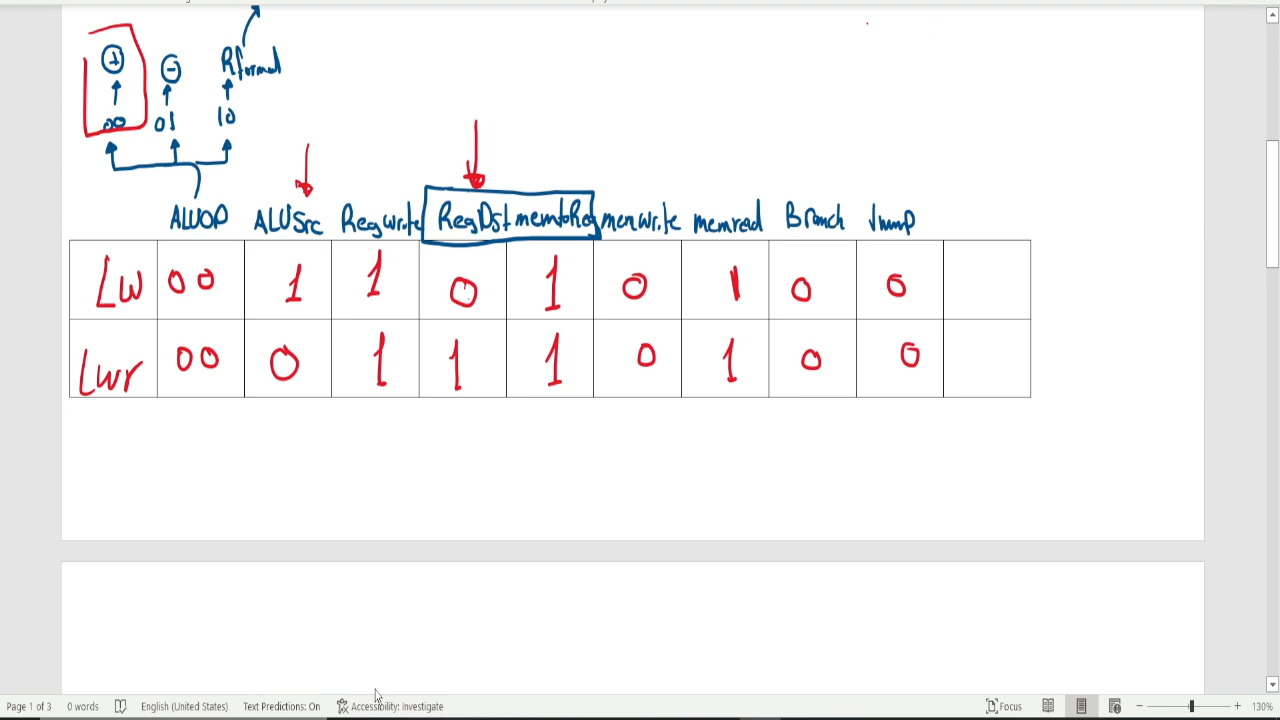 + - Rformat
00 01 10
ALUOP ALUSrc Regwrite RegDst memtoReg memwrite memread Branch Jump
Lw 00 1 1 0 1 0 1 0 0
Lwr 00 0 1 1 1 0 1 0 0
Page 1 of 3 0 words English (United States) Text Predictions: On Accessibility: Investigate Focus 130%